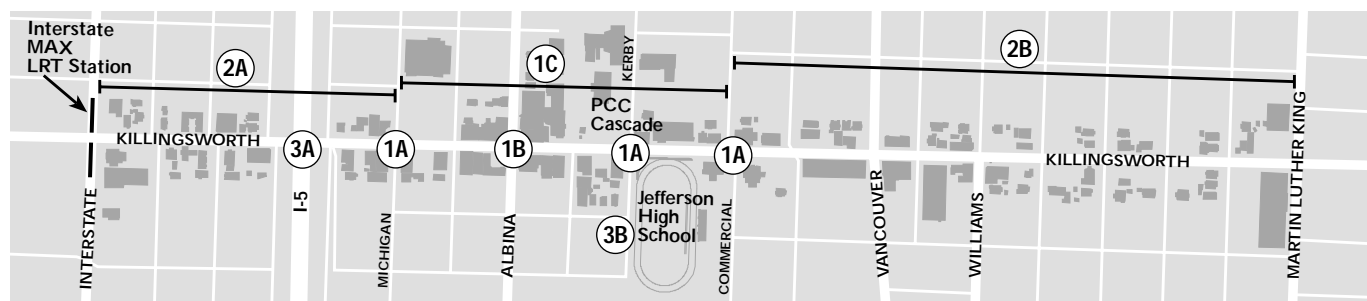 Interstate
MAX
LRT Station
2A
1C
2B
KERBY
PCC
Cascade
KILLINGSWORTH
3A
1A
1B
1A
1A
KILLINGSWORTH
Jefferson
High
School
3B
INTERSTATE
I-5
MICHIGAN
ALBINA
COMMERCIAL
VANCOUVER
WILLIAMS
MARTIN LUTHER KING